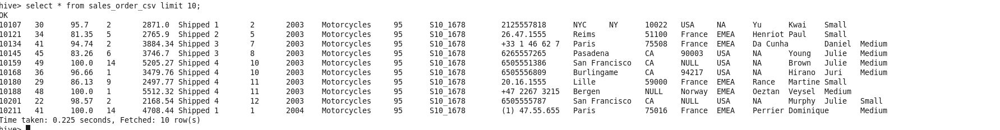 hive> select * from sales_order_csv limit 10;
OK
10107 30 95.7 2 2871.0 Shipped 1 2 2003 Motorcycles 95 S10_1678 2125557818 NYC NY 10022 USA NA Yu Kwai Small
10121 34 81.35 5 2765.9 Shipped 2 5 2003 Motorcycles 95 S10_1678 26.47.1555 Reims 51100 France EMEA Henriot Paul Small
10134 41 94.74 2 3884.34 Shipped 3 7 2003 Motorcycles 95 S10_1678 +33 1 46 62 7 Paris 75508 France EMEA Da Cunha Daniel Medium
10145 45 83.26 6 3746.7 Shipped 3 8 2003 Motorcycles 95 S10_1678 6265557265 Pasadena CA 90003 USA NA Young Julie Medium
10159 49 100.0 14 5205.27 Shipped 4 10 2003 Motorcycles 95 S10_1678 6505551386 San Francisco CA NULL USA NA Brown Julie Medium
10168 36 96.66 1 3479.76 Shipped 4 10 2003 Motorcycles 95 S10_1678 6505556809 Burlingame CA 94217 USA NA Hirano Juri Medium
10180 29 86.13 9 2497.77 Shipped 4 11 2003 Motorcycles 95 S10_1678 20.16.1555 Lille 59000 France EMEA Rance Martine Small
10188 48 100.0 1 5512.32 Shipped 4 11 2003 Motorcycles 95 S10_1678 +47 2267 3215 Bergen NULL Norway EMEA Oeztan Veysel Medium
10201 22 98.57 2 2168.54 Shipped 4 12 2003 Motorcycles 95 S10_1678 6505555787 San Francisco CA NULL USA NA Murphy Julie Small
10211 41 100.0 14 4708.44 Shipped 1 1 2004 Motorcycles 95 S10_1678 (1) 47.55.655 Paris 75016 France EMEA Perrier Dominique Medium
Time taken: 0.225 seconds, Fetched: 10 row(s)
hive>